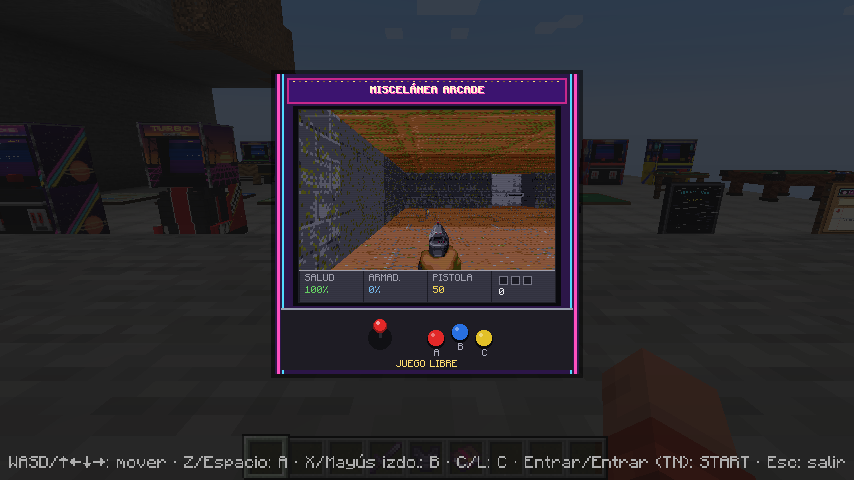 MISCELÁNEA ARCADE
TURBO
SALUD ARMAD. PISTOLA
100% 0% 50 0
A B C
JUEGO LIBRE
WASD/↑←↓→: mover · Z/Espacio: A · X/Mayús izdo.: B · C/L: C · Entrar/Entrar (TN): START · Esc: salir